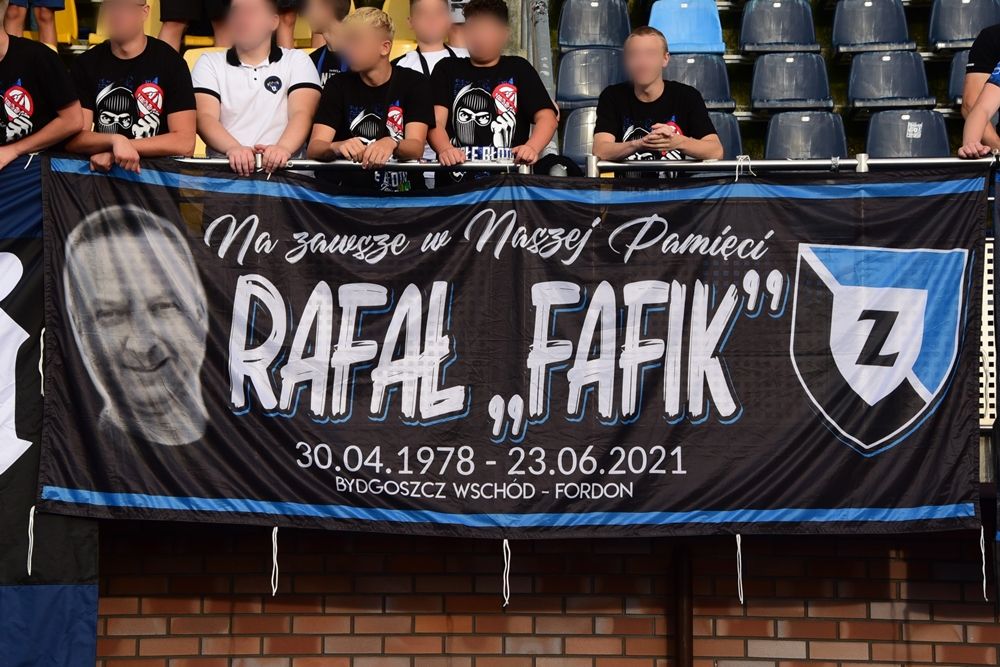 Na zawsze w Naszej Pamięci
RAFAŁ „FAFIK”
30.04.1978 - 23.06.2021
BYDGOSZCZ WSCHÓD - FORDON
Z